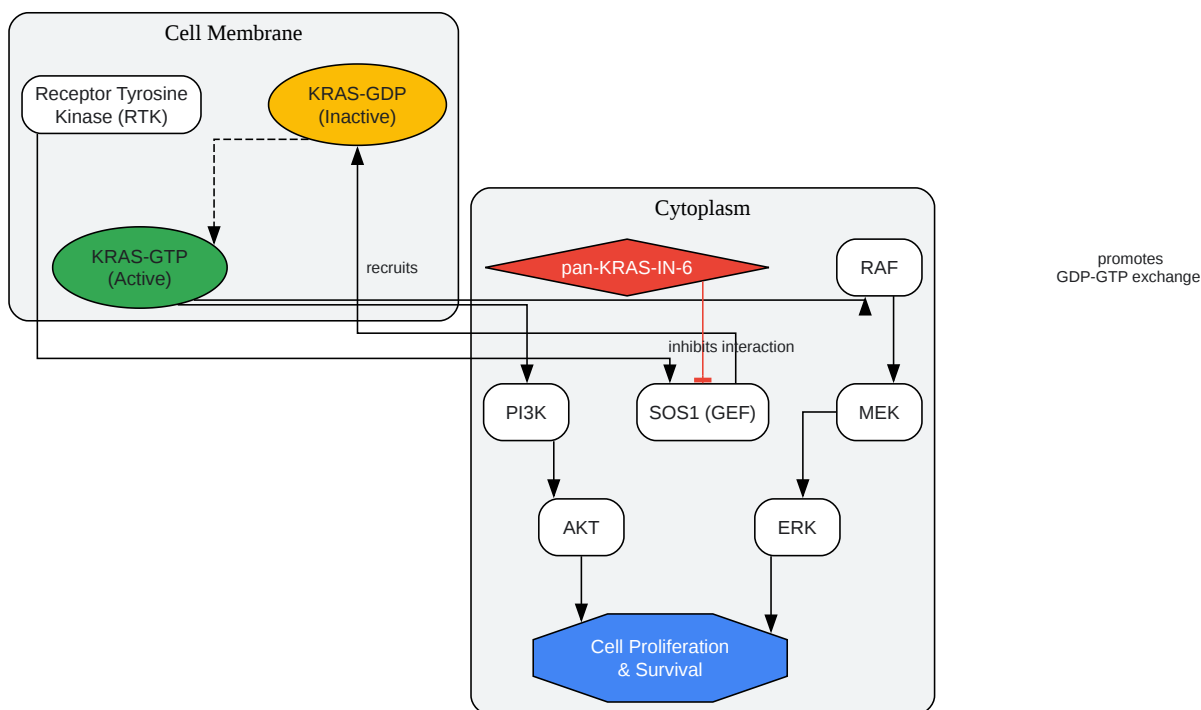 Cell Membrane
Receptor Tyrosine
Kinase (RTK)
KRAS-GDP
(Inactive)
KRAS-GTP
(Active)
recruits
Cytoplasm
pan-KRAS-IN-6
RAF
promotes
GDP-GTP exchange
inhibits interaction
PI3K
SOS1 (GEF)
MEK
AKT
ERK
Cell Proliferation
& Survival